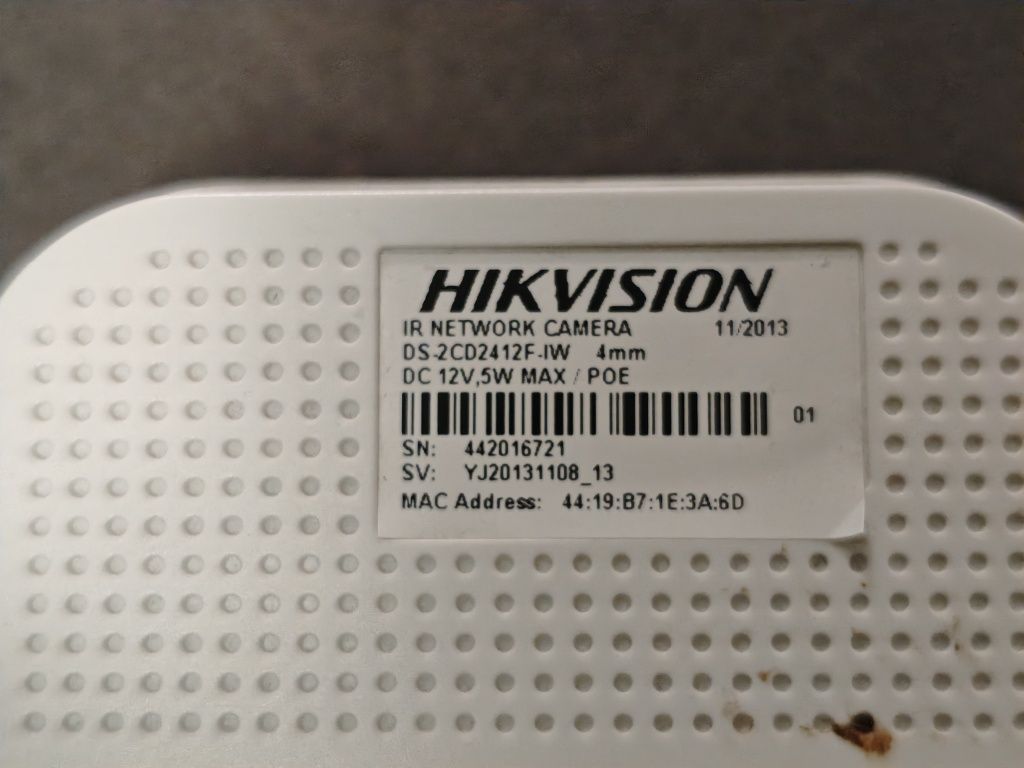 HIKVISION
IR NETWORK CAMERA 11/2013
DS-2CD2412F-IW 4mm
DC 12V,5W MAX / POE
01
SN: 442016721
SV: YJ20131108_13
MAC Address: 44:19:B7:1E:3A:6D